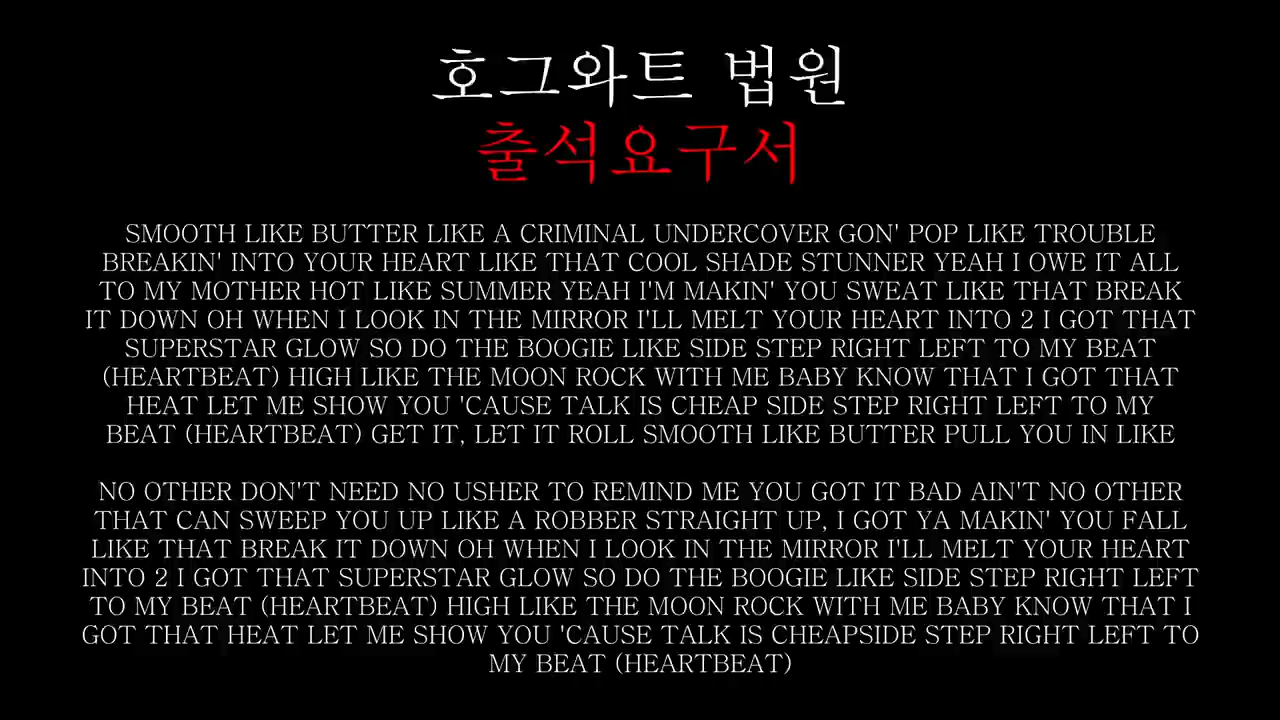 호그와트 법원
출석요구서
SMOOTH LIKE BUTTER LIKE A CRIMINAL UNDERCOVER GON' POP LIKE TROUBLE
BREAKIN' INTO YOUR HEART LIKE THAT COOL SHADE STUNNER YEAH I OWE IT ALL
TO MY MOTHER HOT LIKE SUMMER YEAH I'M MAKIN' YOU SWEAT LIKE THAT BREAK
IT DOWN OH WHEN I LOOK IN THE MIRROR I'LL MELT YOUR HEART INTO 2 I GOT THAT
SUPERSTAR GLOW SO DO THE BOOGIE LIKE SIDE STEP RIGHT LEFT TO MY BEAT
(HEARTBEAT) HIGH LIKE THE MOON ROCK WITH ME BABY KNOW THAT I GOT THAT
HEAT LET ME SHOW YOU 'CAUSE TALK IS CHEAP SIDE STEP RIGHT LEFT TO MY
BEAT (HEARTBEAT) GET IT, LET IT ROLL SMOOTH LIKE BUTTER PULL YOU IN LIKE
NO OTHER DON'T NEED NO USHER TO REMIND ME YOU GOT IT BAD AIN'T NO OTHER
THAT CAN SWEEP YOU UP LIKE A ROBBER STRAIGHT UP, I GOT YA MAKIN' YOU FALL
LIKE THAT BREAK IT DOWN OH WHEN I LOOK IN THE MIRROR I'LL MELT YOUR HEART
INTO 2 I GOT THAT SUPERSTAR GLOW SO DO THE BOOGIE LIKE SIDE STEP RIGHT LEFT
TO MY BEAT (HEARTBEAT) HIGH LIKE THE MOON ROCK WITH ME BABY KNOW THAT I
GOT THAT HEAT LET ME SHOW YOU 'CAUSE TALK IS CHEAPSIDE STEP RIGHT LEFT TO
MY BEAT (HEARTBEAT)